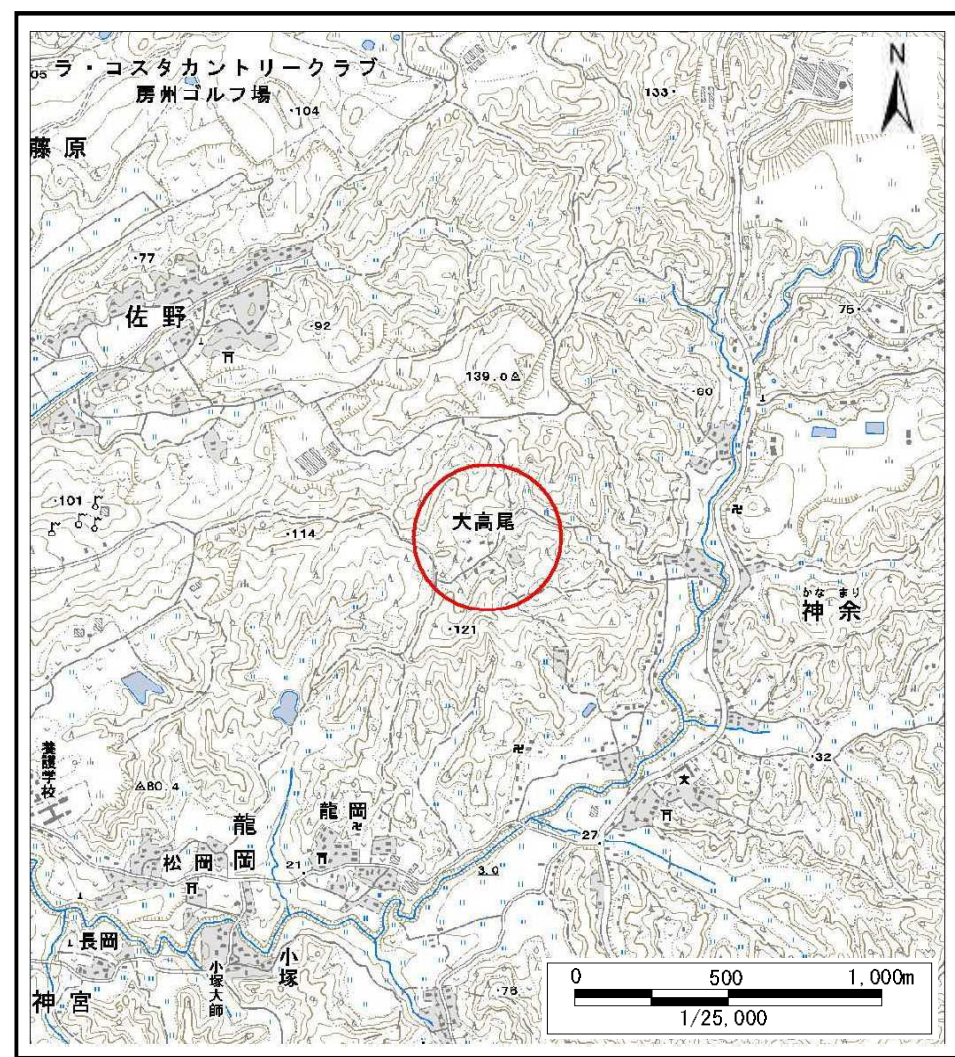 ラ・コスタカントリークラブ
房州ゴルフ場
05
・104
133・
N
藤原
・77
佐野
・92
75・
139.0
・60
・101
・114
大高尾
かなまり
神余
・121
・32
養護学校
80.4
龍岡
龍岡
松岡
21
27
3.0
長岡
小塚大師
小塚
神宮
・78
0 500 1,000m
1/25,000